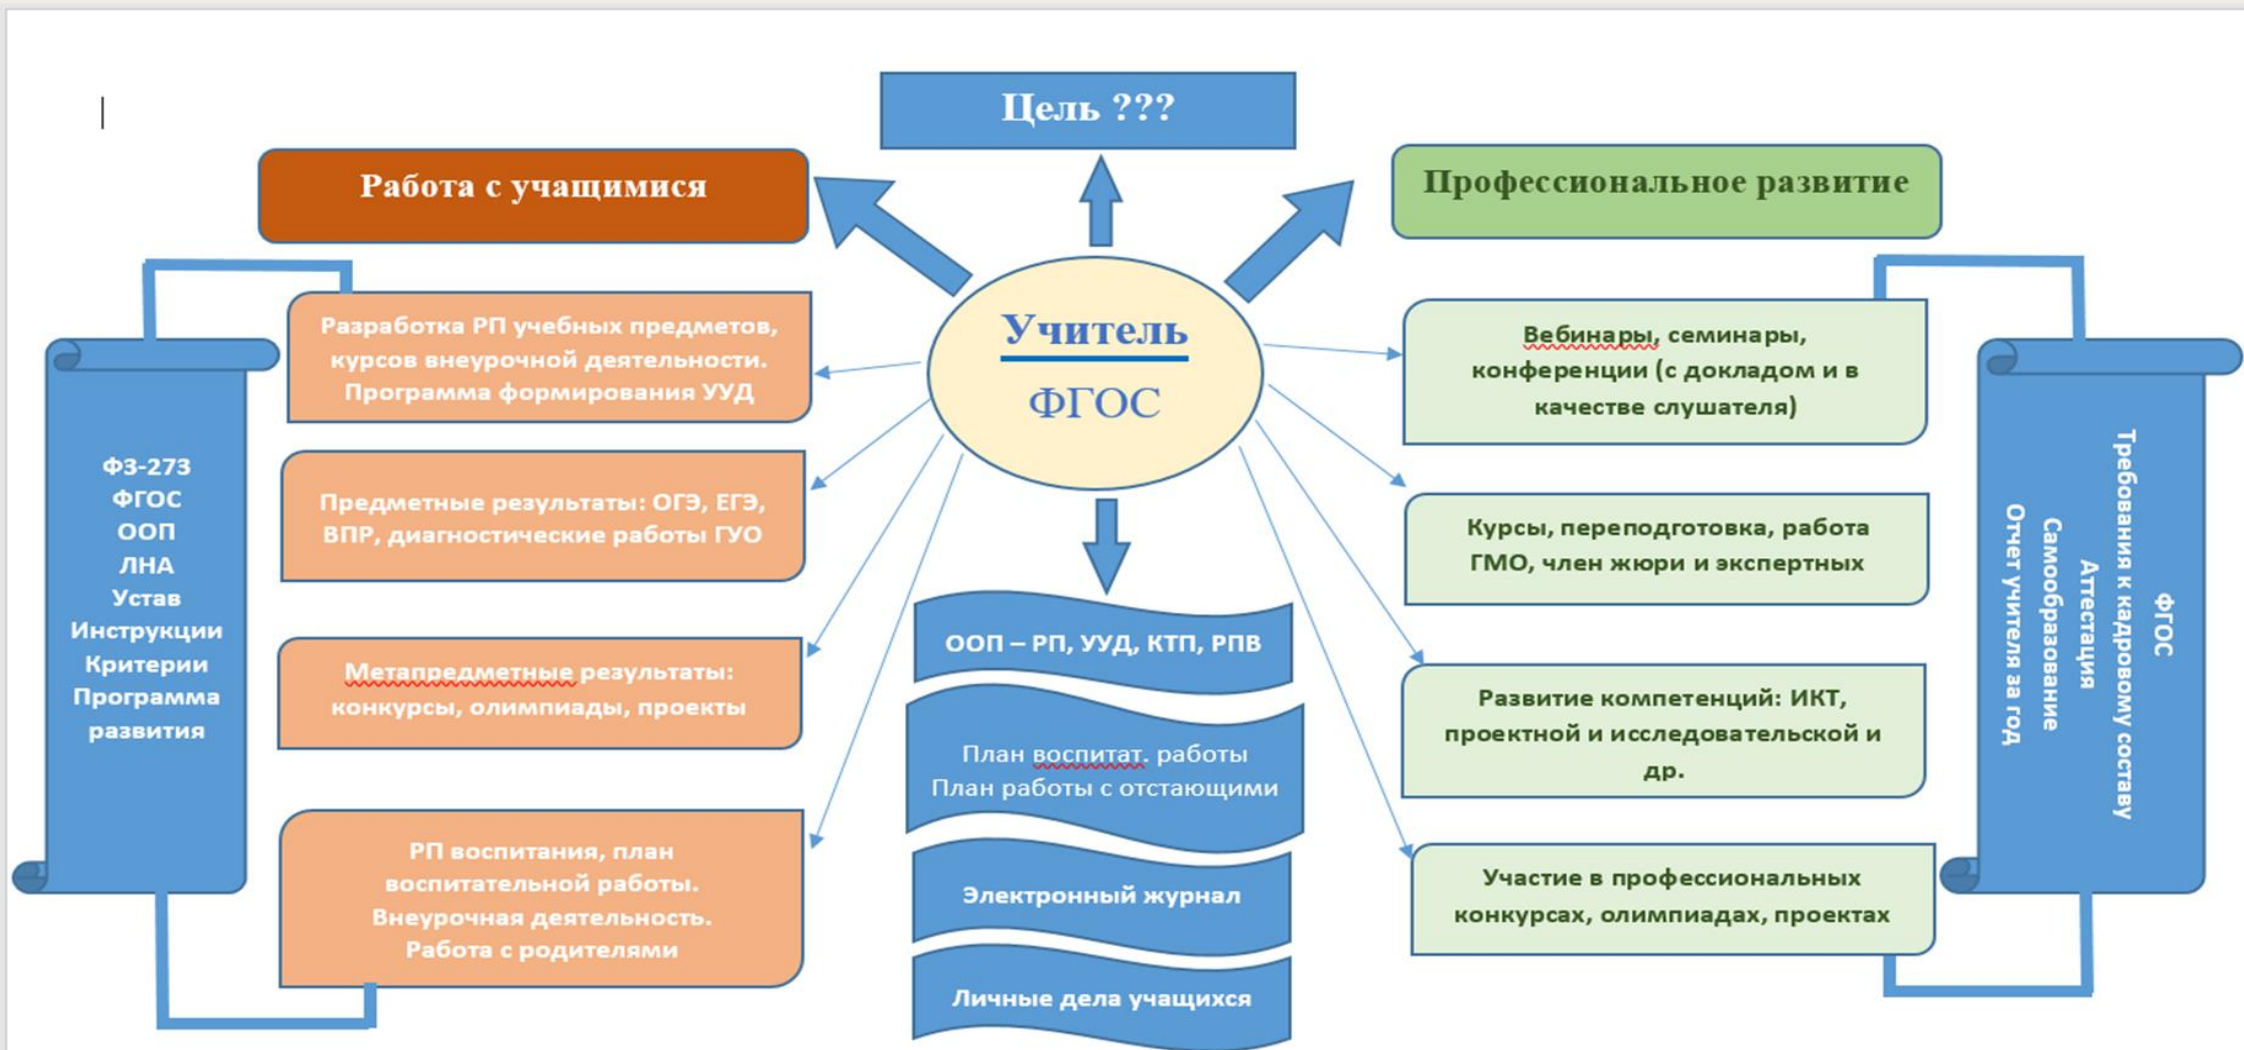 Цель ???
Работа с учащимися
Профессиональное развитие
Учитель
ФГОС
ФЗ-273
ФГОС
ООП
ЛНА
Устав
Инструкции
Критерии
Программа
развития
Разработка РП учебных предметов,
курсов внеурочной деятельности.
Программа формирования УУД
Предметные результаты: ОГЭ, ЕГЭ,
ВПР, диагностические работы ГУО
Метапредметные результаты:
конкурсы, олимпиады, проекты
РП воспитания, план
воспитательной работы.
Внеурочная деятельность.
Работа с родителями
ООП – РП, УУД, КТП, РПВ
План воспитат. работы
План работы с отстающими
Электронный журнал
Личные дела учащихся
Вебинары, семинары,
конференции (с докладом и в
качестве слушателя)
Курсы, переподготовка, работа
ГМО, член жюри и экспертных
Развитие компетенций: ИКТ,
проектной и исследовательской и
др.
Участие в профессиональных
конкурсах, олимпиадах, проектах
ФГОС
Требования к кадровому составу
Аттестация
Самообразование
Отчет учителя за год